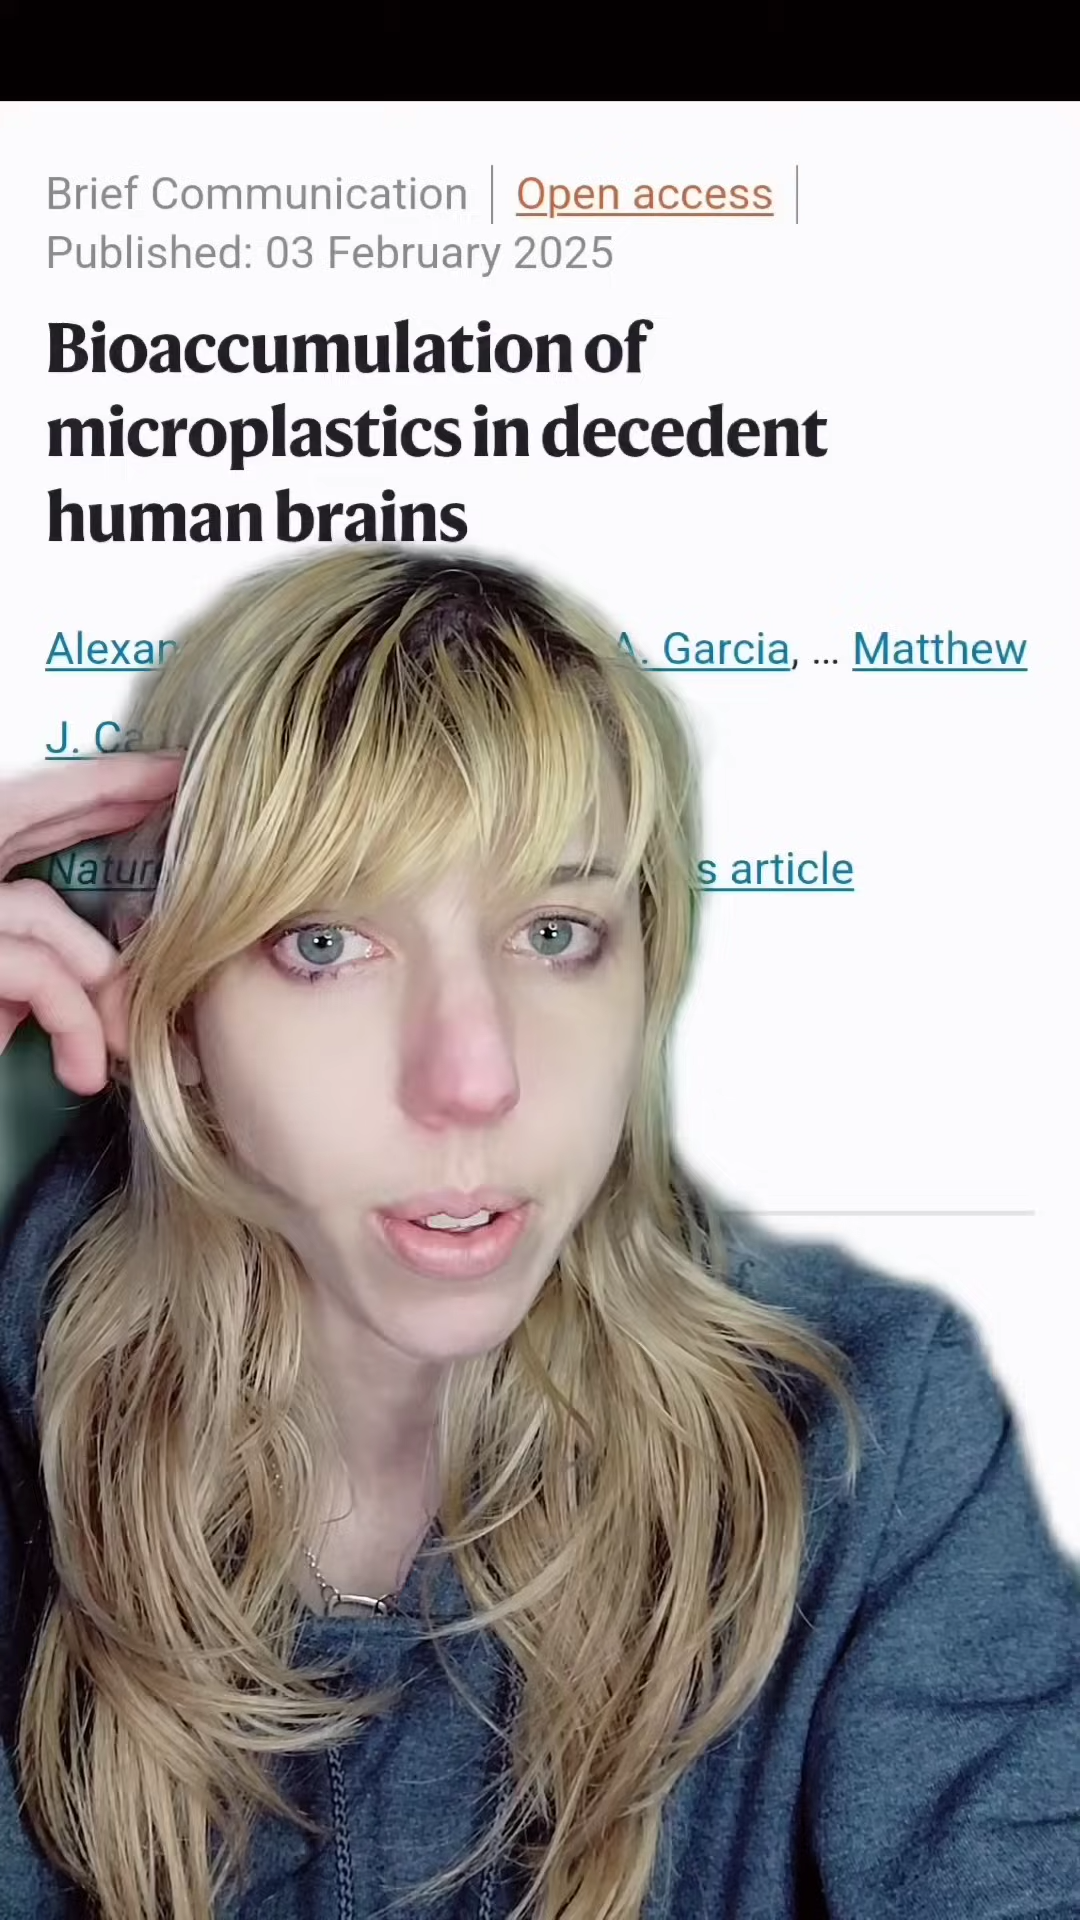 Brief Communication | Open access |
Published: 03 February 2025
Bioaccumulation of
microplastics in decedent
human brains
A. Garcia, ... Matthew
J.
s article